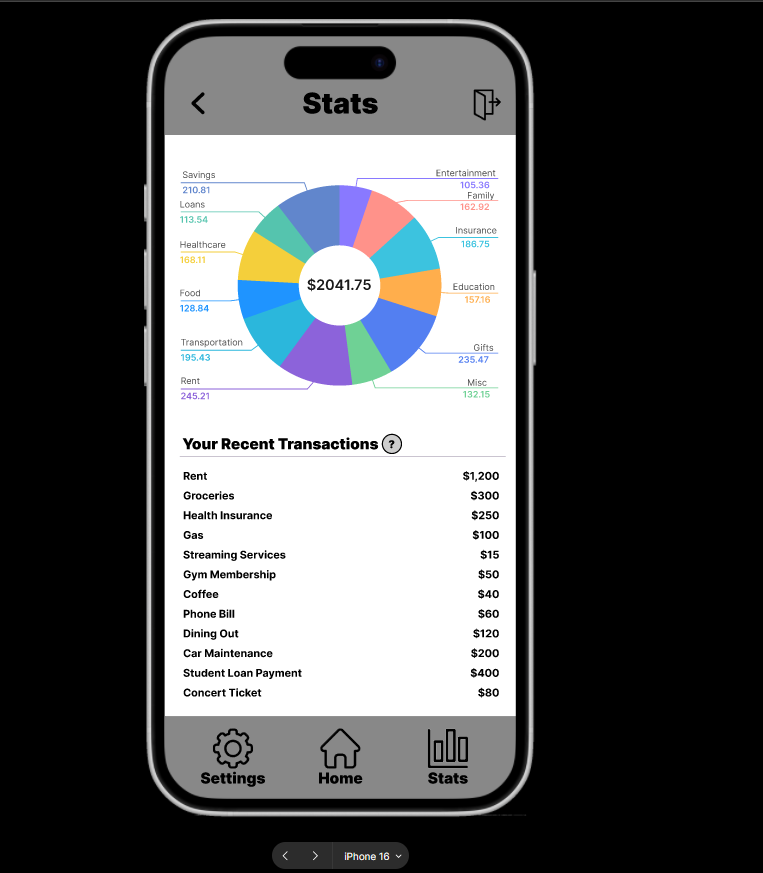 Stats
Savings
210.81
Loans
113.54
Healthcare
168.11
Food
128.84
Transportation
195.43
Rent
245.21
$2041.75
Entertainment
105.36
Family
162.92
Insurance
186.75
Education
157.16
Gifts
235.47
Misc
132.15
Your Recent Transactions ?
Rent $1,200
Groceries $300
Health Insurance $250
Gas $100
Streaming Services $15
Gym Membership $50
Coffee $40
Phone Bill $60
Dining Out $120
Car Maintenance $200
Student Loan Payment $400
Concert Ticket $80
Settings Home Stats
iPhone 16